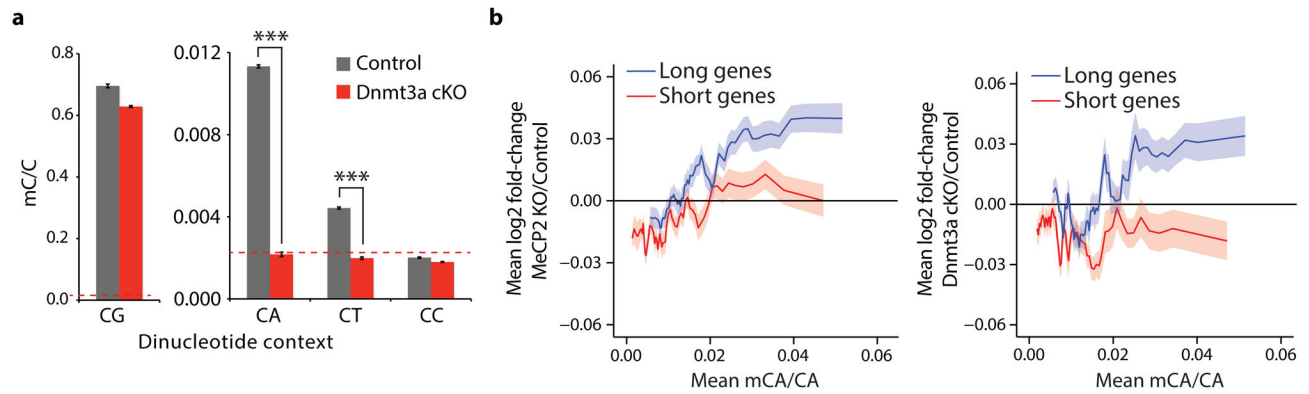 a
mC/C
0.8
0.6
0.4
0.2
0.0
CG
0.012
0.008
0.004
0.000
***
***
Control
Dnmt3a cKO
CA
CT
CC
Dinucleotide context
b
Mean log2 fold-change
MeCP2 KO/Control
0.06
0.03
0.00
−0.03
−0.06
Long genes
Short genes
0.00
0.02
0.04
0.06
Mean mCA/CA
Mean log2 fold-change
Dnmt3a cKO/Control
0.06
0.03
0.00
−0.03
−0.06
Long genes
Short genes
0.00
0.02
0.04
0.06
Mean mCA/CA